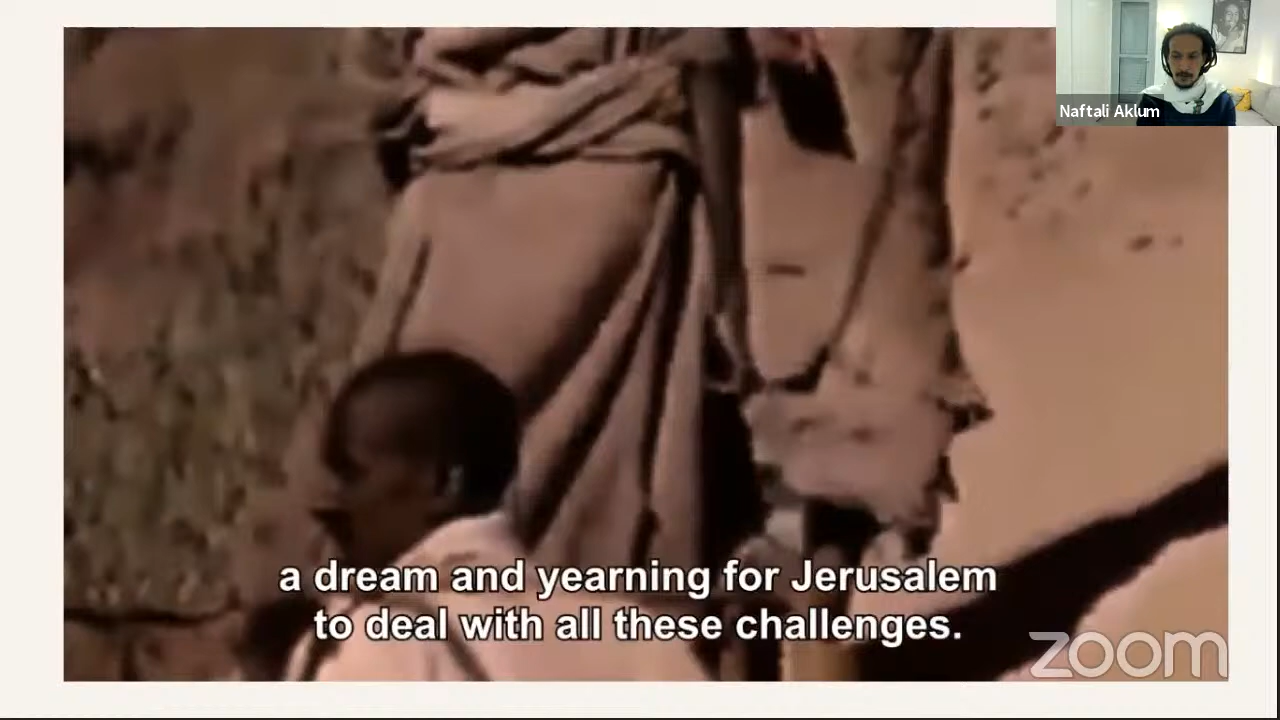 Naftali Aklum
a dream and yearning for Jerusalem
to deal with all these challenges.
zoom